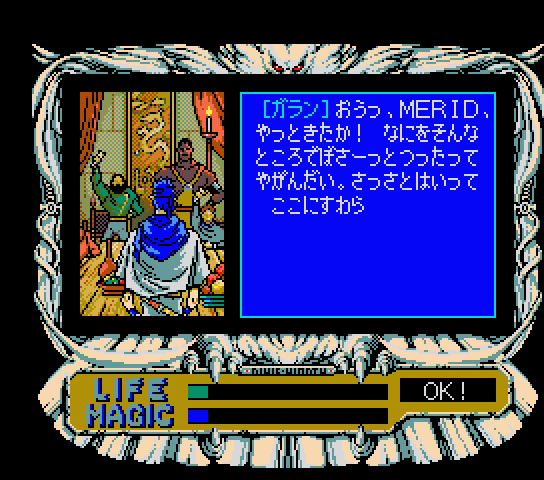 [ガラン]おうっ、MERID、
やっときたか! なにをそんな
ところでぼさーっとつったって
やがんだい。さっさとはいって
ここにすわら
LIFE
OK!
MAGIC